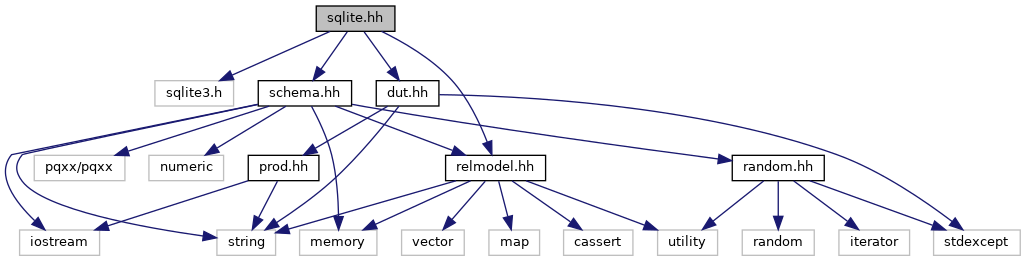 sqlite.hh
sqlite3.h
schema.hh
dut.hh
pqxx/pqxx
numeric
prod.hh
relmodel.hh
random.hh
iostream
string
memory
vector
map
cassert
utility
random
iterator
stdexcept